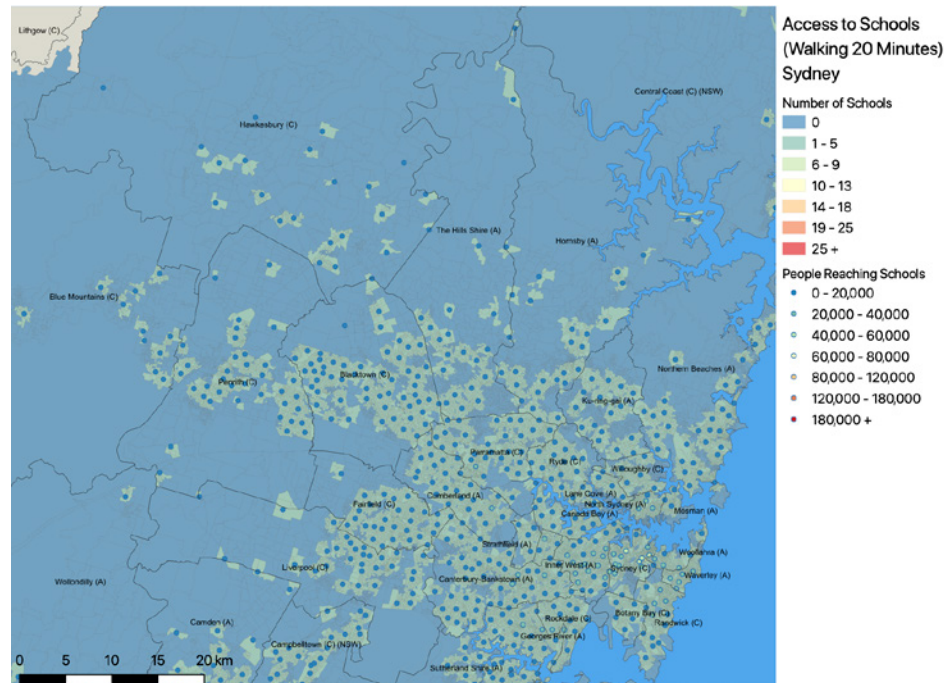 Lithgow (C)
Central Coast (C) (NSW)
Hawkesbury (C)
The Hills Shire (A)
Hornsby (A)
Blue Mountains (C)
Northern Beaches (A)
Blacktown (C)
Penrith (C)
Ku-ring-gai (A)
Parramatta (C)
Ryde (C)
Willoughby (C)
Cumberland (A)
Lane Cove (A)
Fairfield (C)
North Sydney (A)
Canada Bay (A)
Mosman (A)
Strathfield (A)
Woollahra (A)
Inner West (A)
Sydney (C)
Liverpool (C)
Waverley (A)
Wollondilly (A)
Canterbury-Bankstown (A)
Botany Bay (C)
Rockdale (C)
Randwick (C)
Camden (A)
Georges River (A)
Campbelltown (C) (NSW)
Sutherland Shire (A)
0 5 10 15 20 km
Access to Schools
(Walking 20 Minutes)
Sydney
Number of Schools
0
1 - 5
6 - 9
10 - 13
14 - 18
19 - 25
25 +
People Reaching Schools
0 - 20,000
20,000 - 40,000
40,000 - 60,000
60,000 - 80,000
80,000 - 120,000
120,000 - 180,000
180,000 +